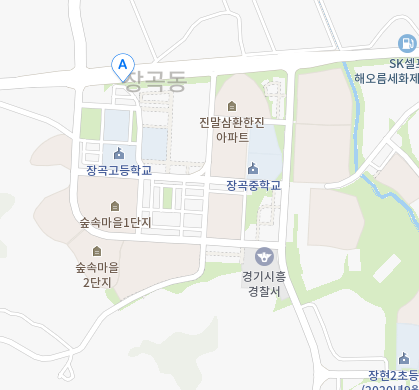 SK셀프
해오름세화제
A
장곡동
진말삼환한진
아파트
장곡고등학교
장곡중학교
숲속마을1단지
숲속마을
2단지
경기시흥
경찰서
장현2초등